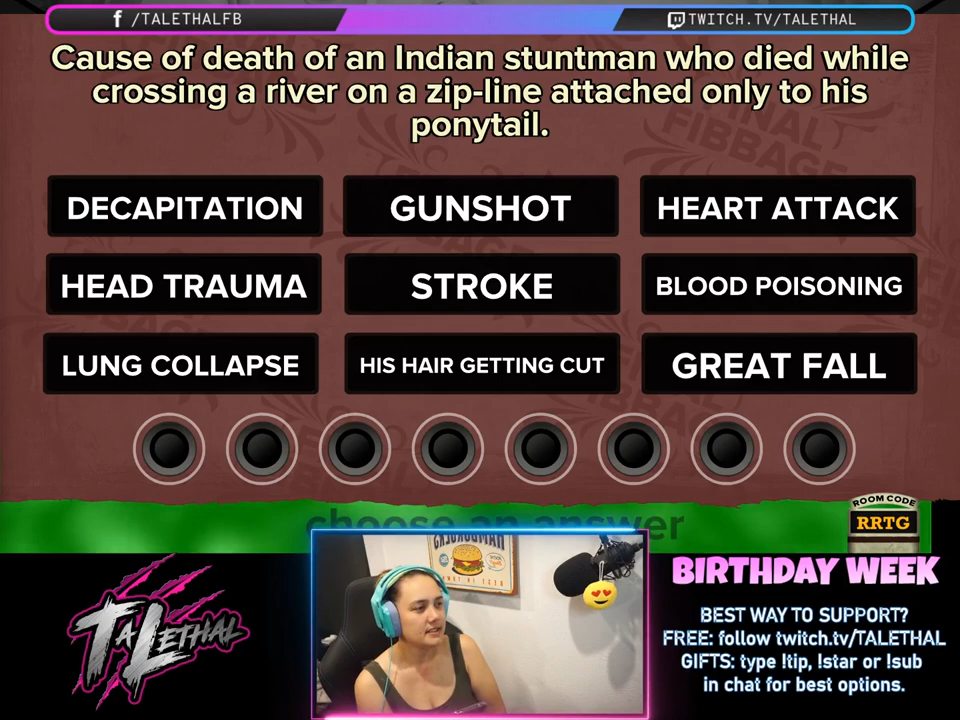 /TALETHALFB
TWITCH.TV/TALETHAL
Cause of death of an Indian stuntman who died while
crossing a river on a zip-line attached only to his
ponytail.
DECAPITATION
GUNSHOT
HEART ATTACK
HEAD TRAUMA
STROKE
BLOOD POISONING
LUNG COLLAPSE
HIS HAIR GETTING CUT
GREAT FALL
choose an answer
ROOM CODE
RRTG
TALETHAL
BIRTHDAY WEEK
BEST WAY TO SUPPORT?
FREE: follow twitch.tv/TALETHAL
GIFTS: type !tip, !star or !sub
in chat for best options.